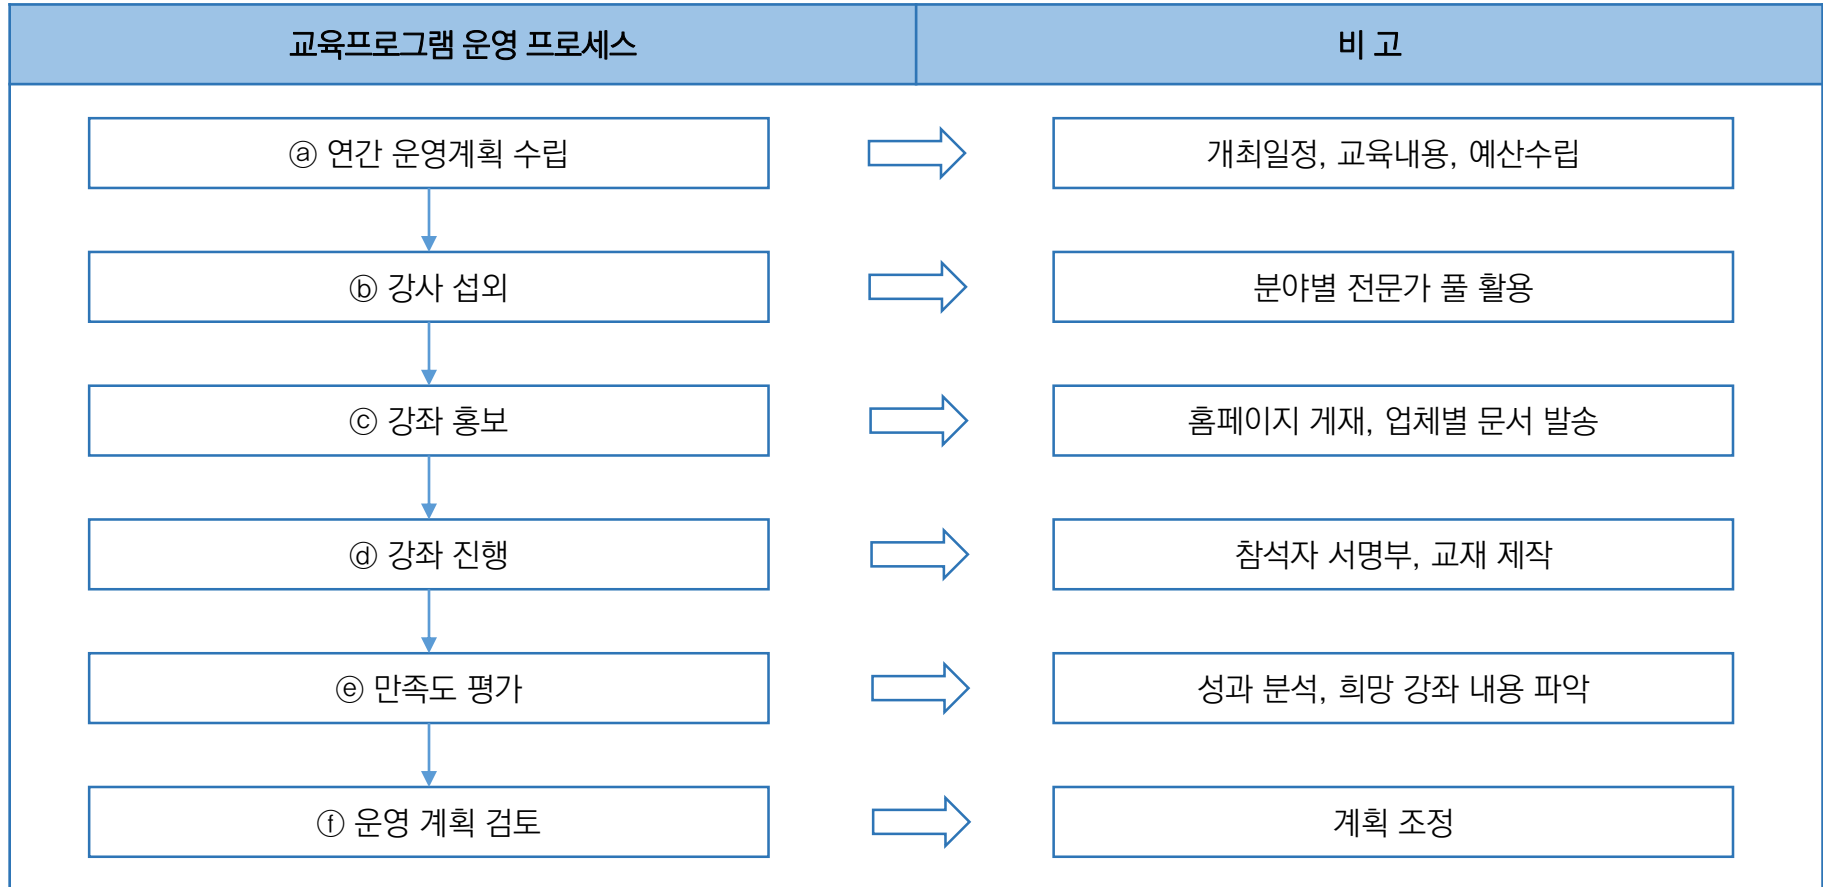 교육프로그램 운영 프로세스
비 고
ⓐ 연간 운영계획 수립
개최일정, 교육내용, 예산수립
ⓑ 강사 섭외
분야별 전문가 풀 활용
ⓒ 강좌 홍보
홈페이지 게재, 업체별 문서 발송
ⓓ 강좌 진행
참석자 서명부, 교재 제작
ⓔ 만족도 평가
성과 분석, 희망 강좌 내용 파악
ⓕ 운영 계획 검토
계획 조정